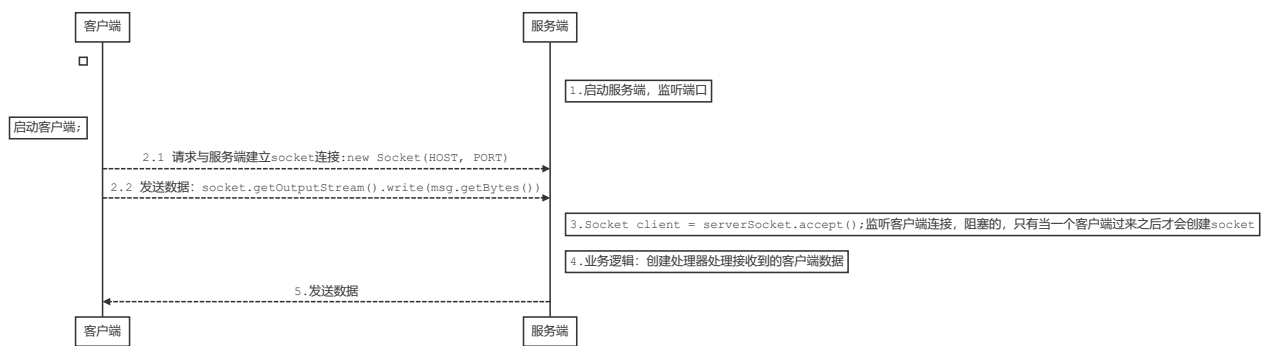 客户端
服务端
1.启动服务端，监听端口
启动客户端;
2.1 请求与服务端建立socket连接:new Socket(HOST, PORT)
2.2 发送数据：socket.getOutputStream().write(msg.getBytes())
3.Socket client = serverSocket.accept();监听客户端连接，阻塞的，只有当一个客户端过来之后才会创建socket
4.业务逻辑：创建处理器处理接收到的客户端数据
5.发送数据
客户端
服务端